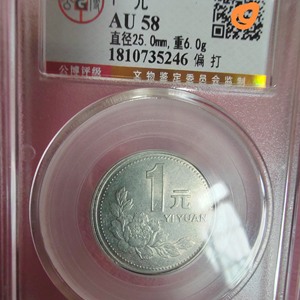 元
AU 58
直径25.0mm,重6.0g
1810735246 偏 打
公博评级
文物鉴定委员会监制
1
元
YI YUAN